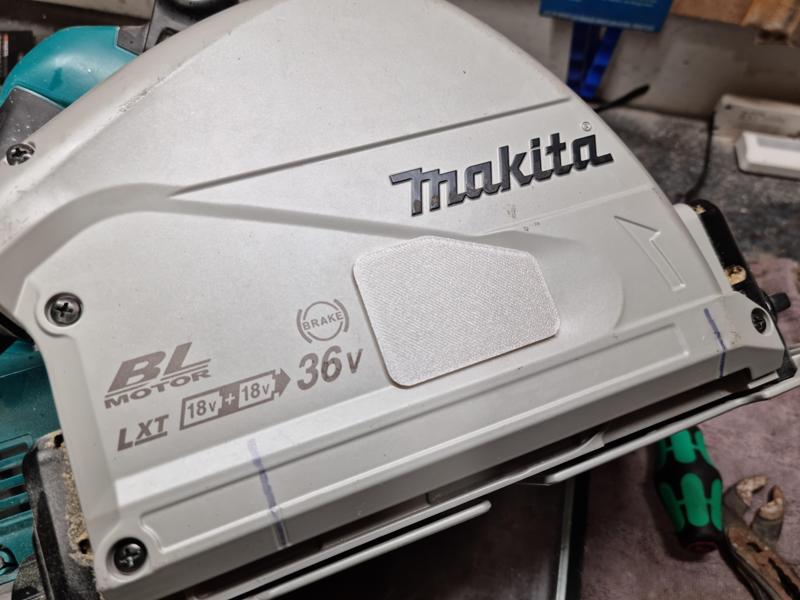 makita®
BRAKE
BL
MOTOR
36V
LXT 18V + 18V